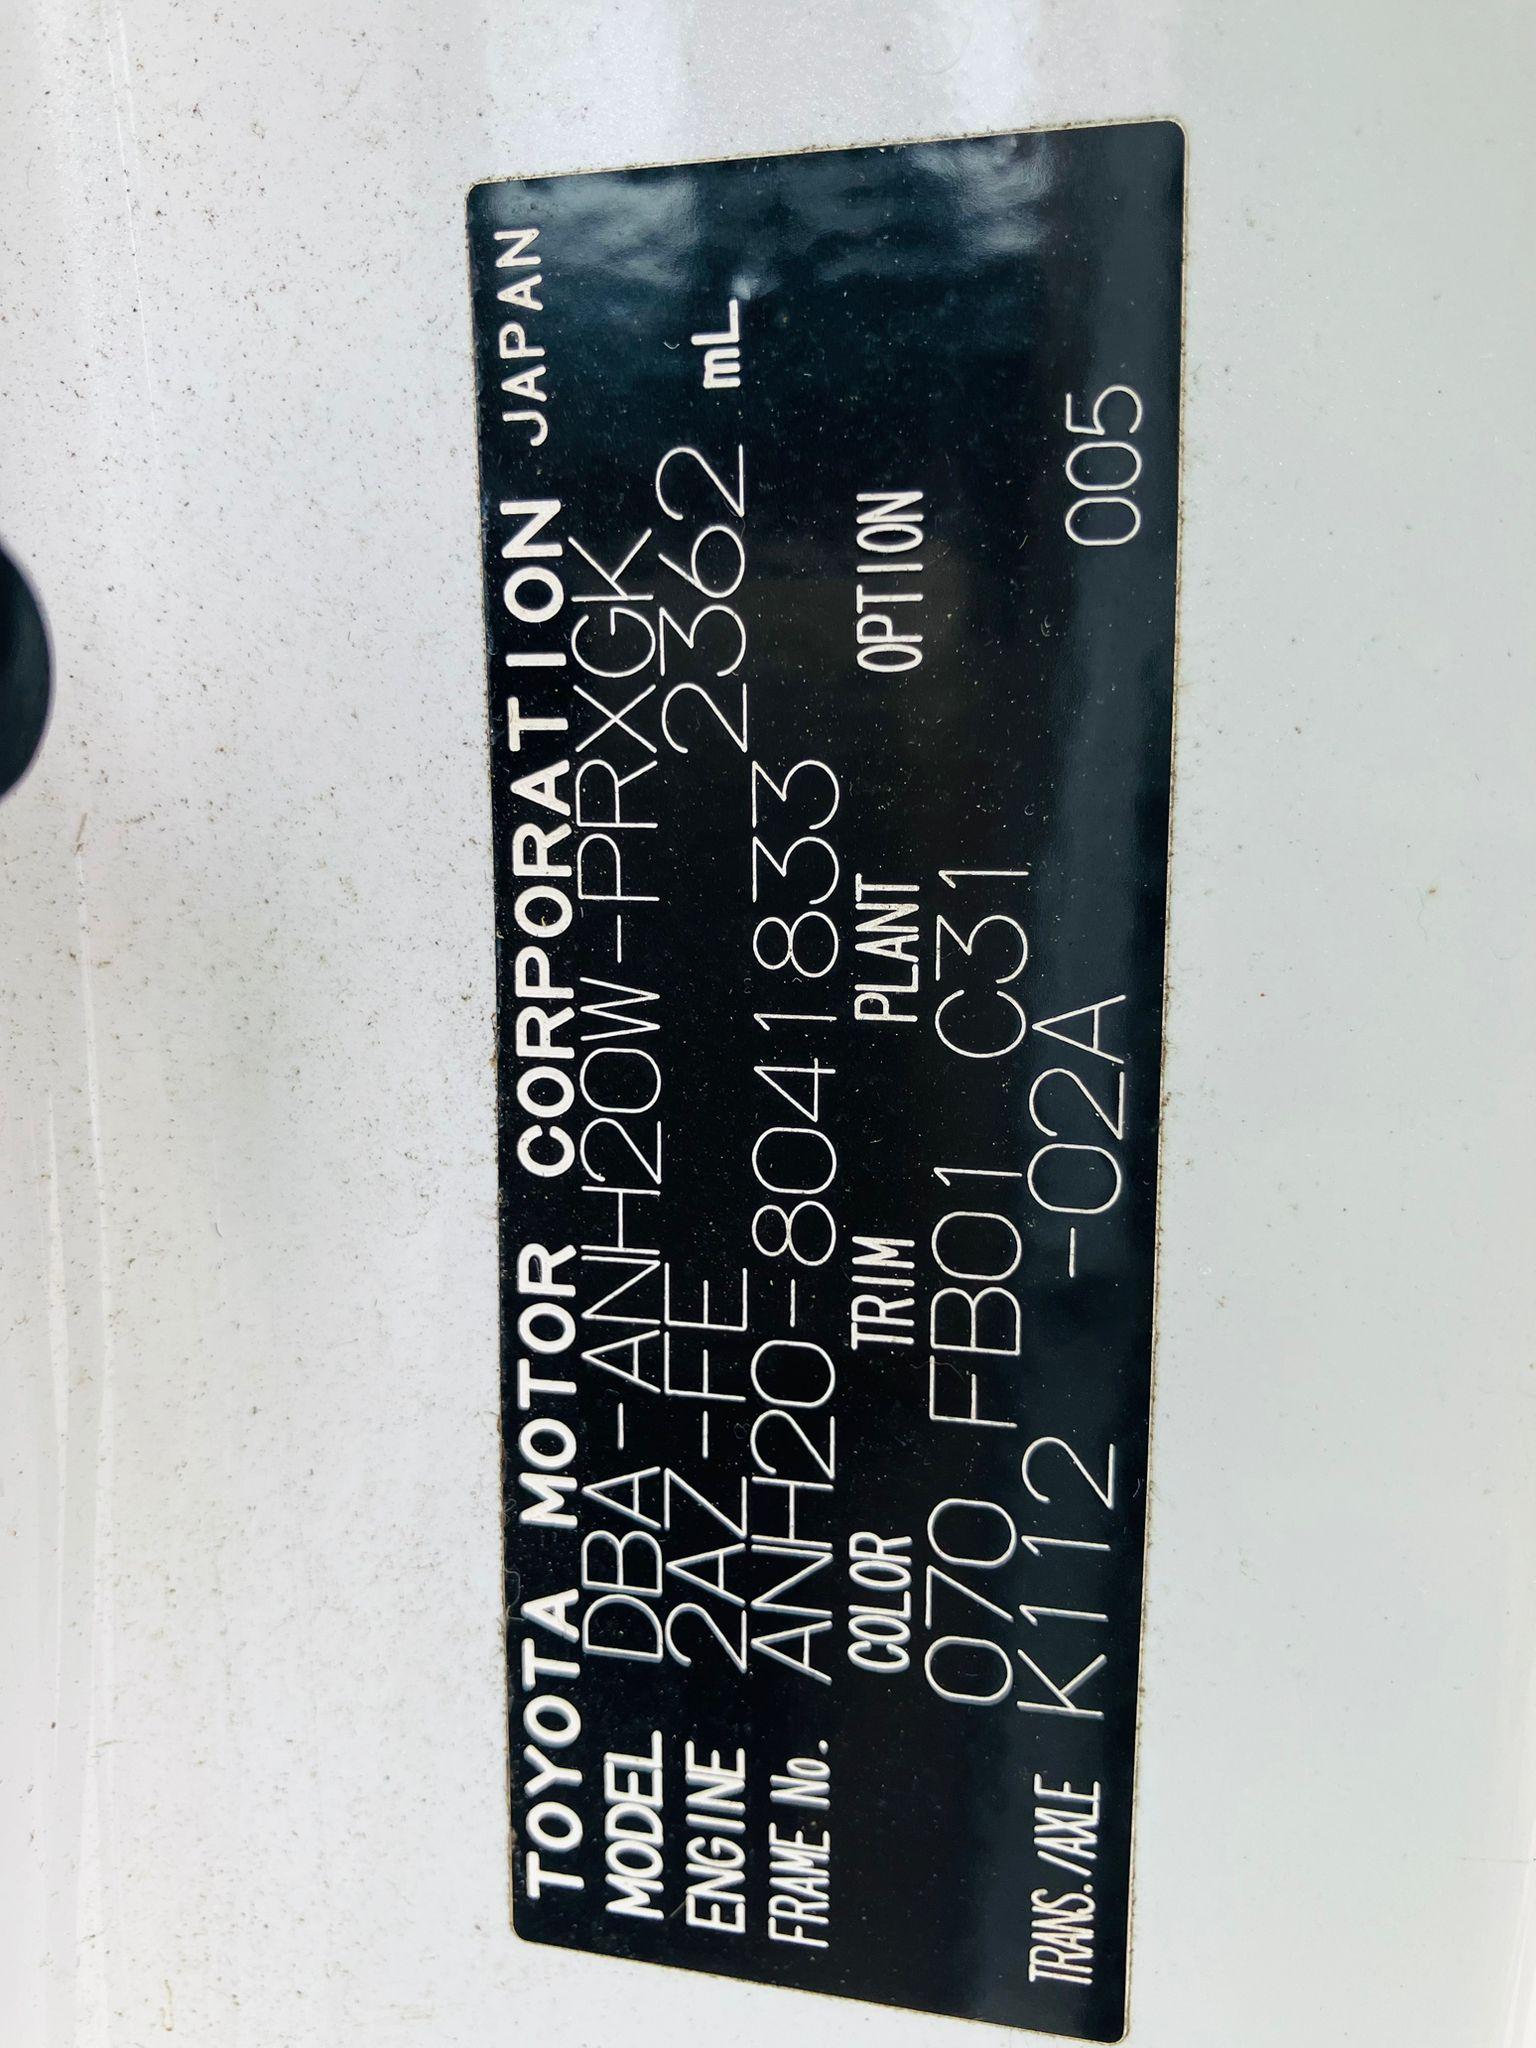 TOYOTA MOTOR CORPORATION JAPAN
MODEL DBA-ANH20W-PRXGK
ENGINE 2AZ-FE 2362 mL
FRAME No. ANH20-8041833
COLOR TRIM PLANT OPTION
070 FB01 C31
TRANS./AXLE K112 -02A 005